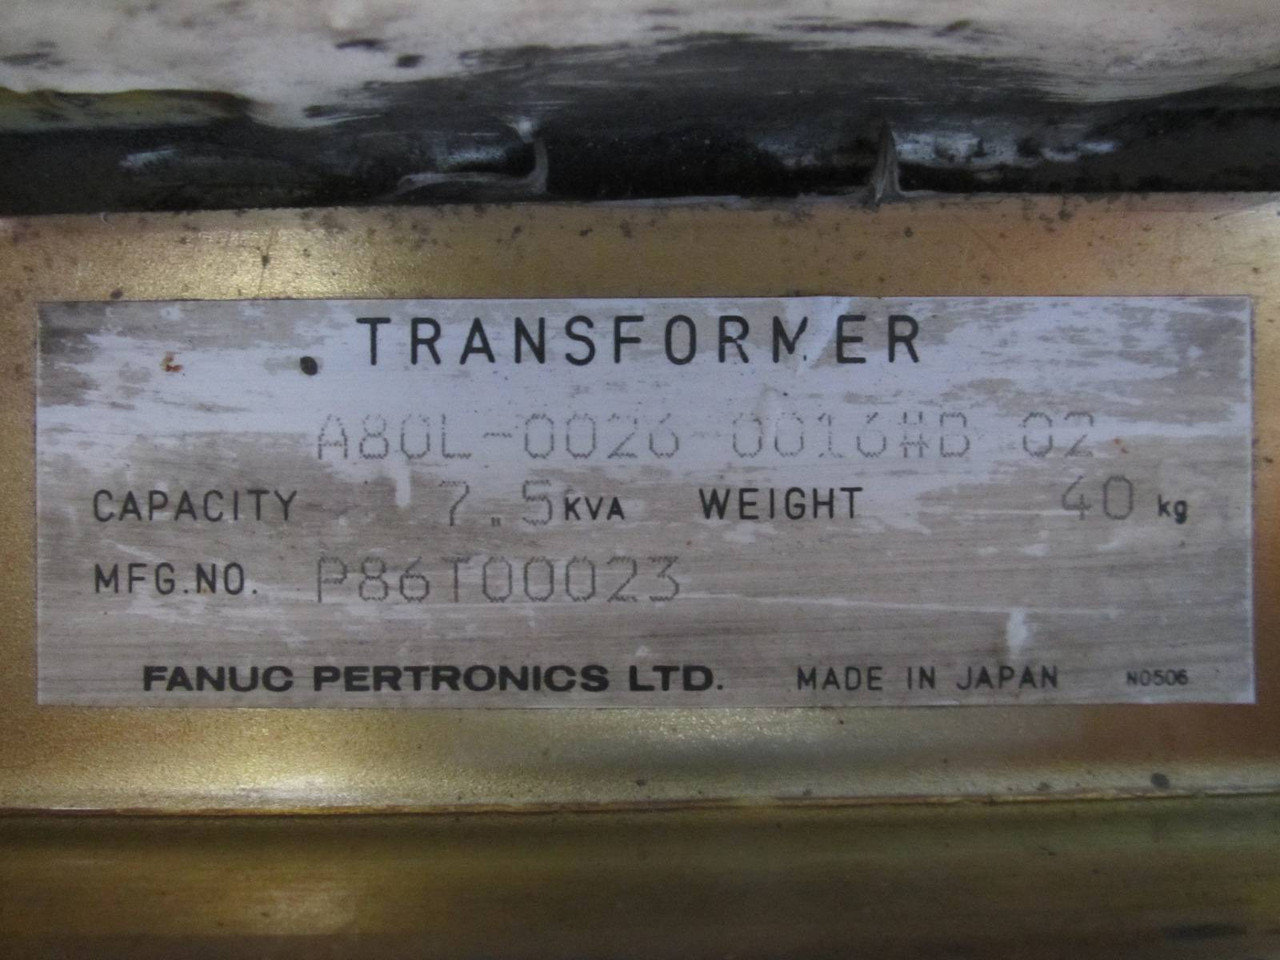 TRANSFORMER
A80L-0026-0016#B 02
CAPACITY 7.5 KVA WEIGHT 40 kg
MFG.NO. P86T00023
FANUC PERTRONICS LTD. MADE IN JAPAN N0506